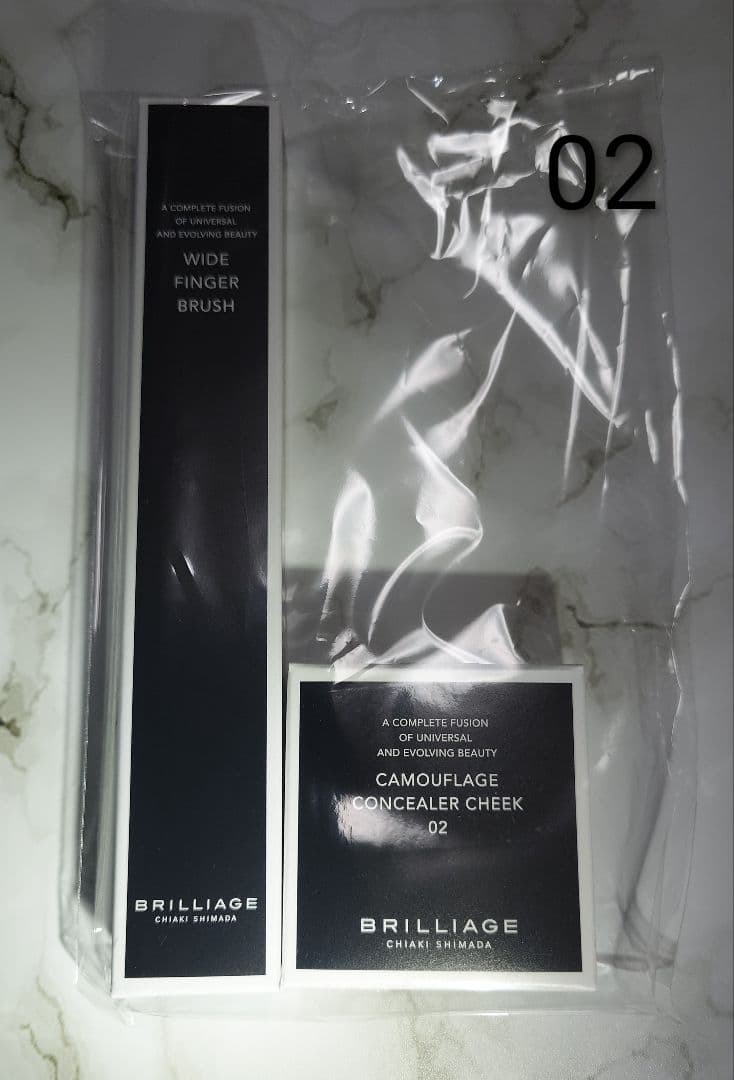 02
A COMPLETE FUSION
OF UNIVERSAL
AND EVOLVING BEAUTY
WIDE
FINGER
BRUSH
BRILLIAGE
CHIAKI SHIMADA
A COMPLETE FUSION
OF UNIVERSAL
AND EVOLVING BEAUTY
CAMOUFLAGE
CONCEALER CHEEK
02
BRILLIAGE
CHIAKI SHIMADA